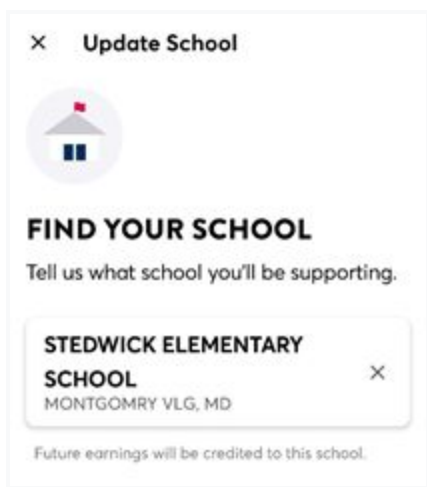 Update School
FIND YOUR SCHOOL
Tell us what school you'll be supporting.
STEDWICK ELEMENTARY
SCHOOL
MONTGOMRY VLG, MD
Future earnings will be credited to this school.